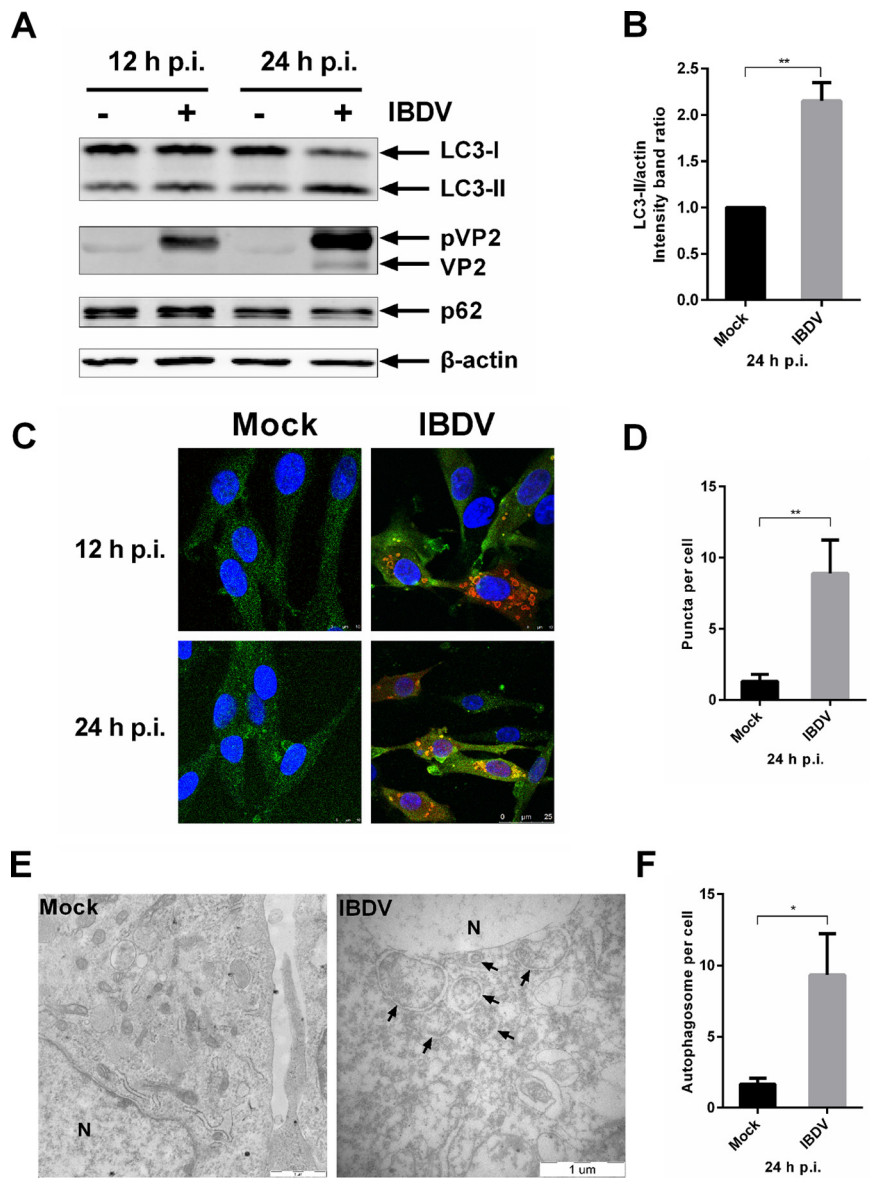 A
12 h p.i. 24 h p.i.
- + - + IBDV
LC3-I
LC3-II
pVP2
VP2
p62
β-actin
B
**
2.5
2.0
1.5
1.0
0.5
0.0
LC3-II/actin
Intensity band ratio
Mock IBDV
24 h p.i.
C
Mock IBDV
12 h p.i.
24 h p.i.
0 µm 25
D
**
15
10
5
0
Puncta per cell
Mock IBDV
24 h p.i.
E
Mock
N
IBDV
N
1 um
F
*
15
10
5
0
Autophagosome per cell
Mock IBDV
24 h p.i.